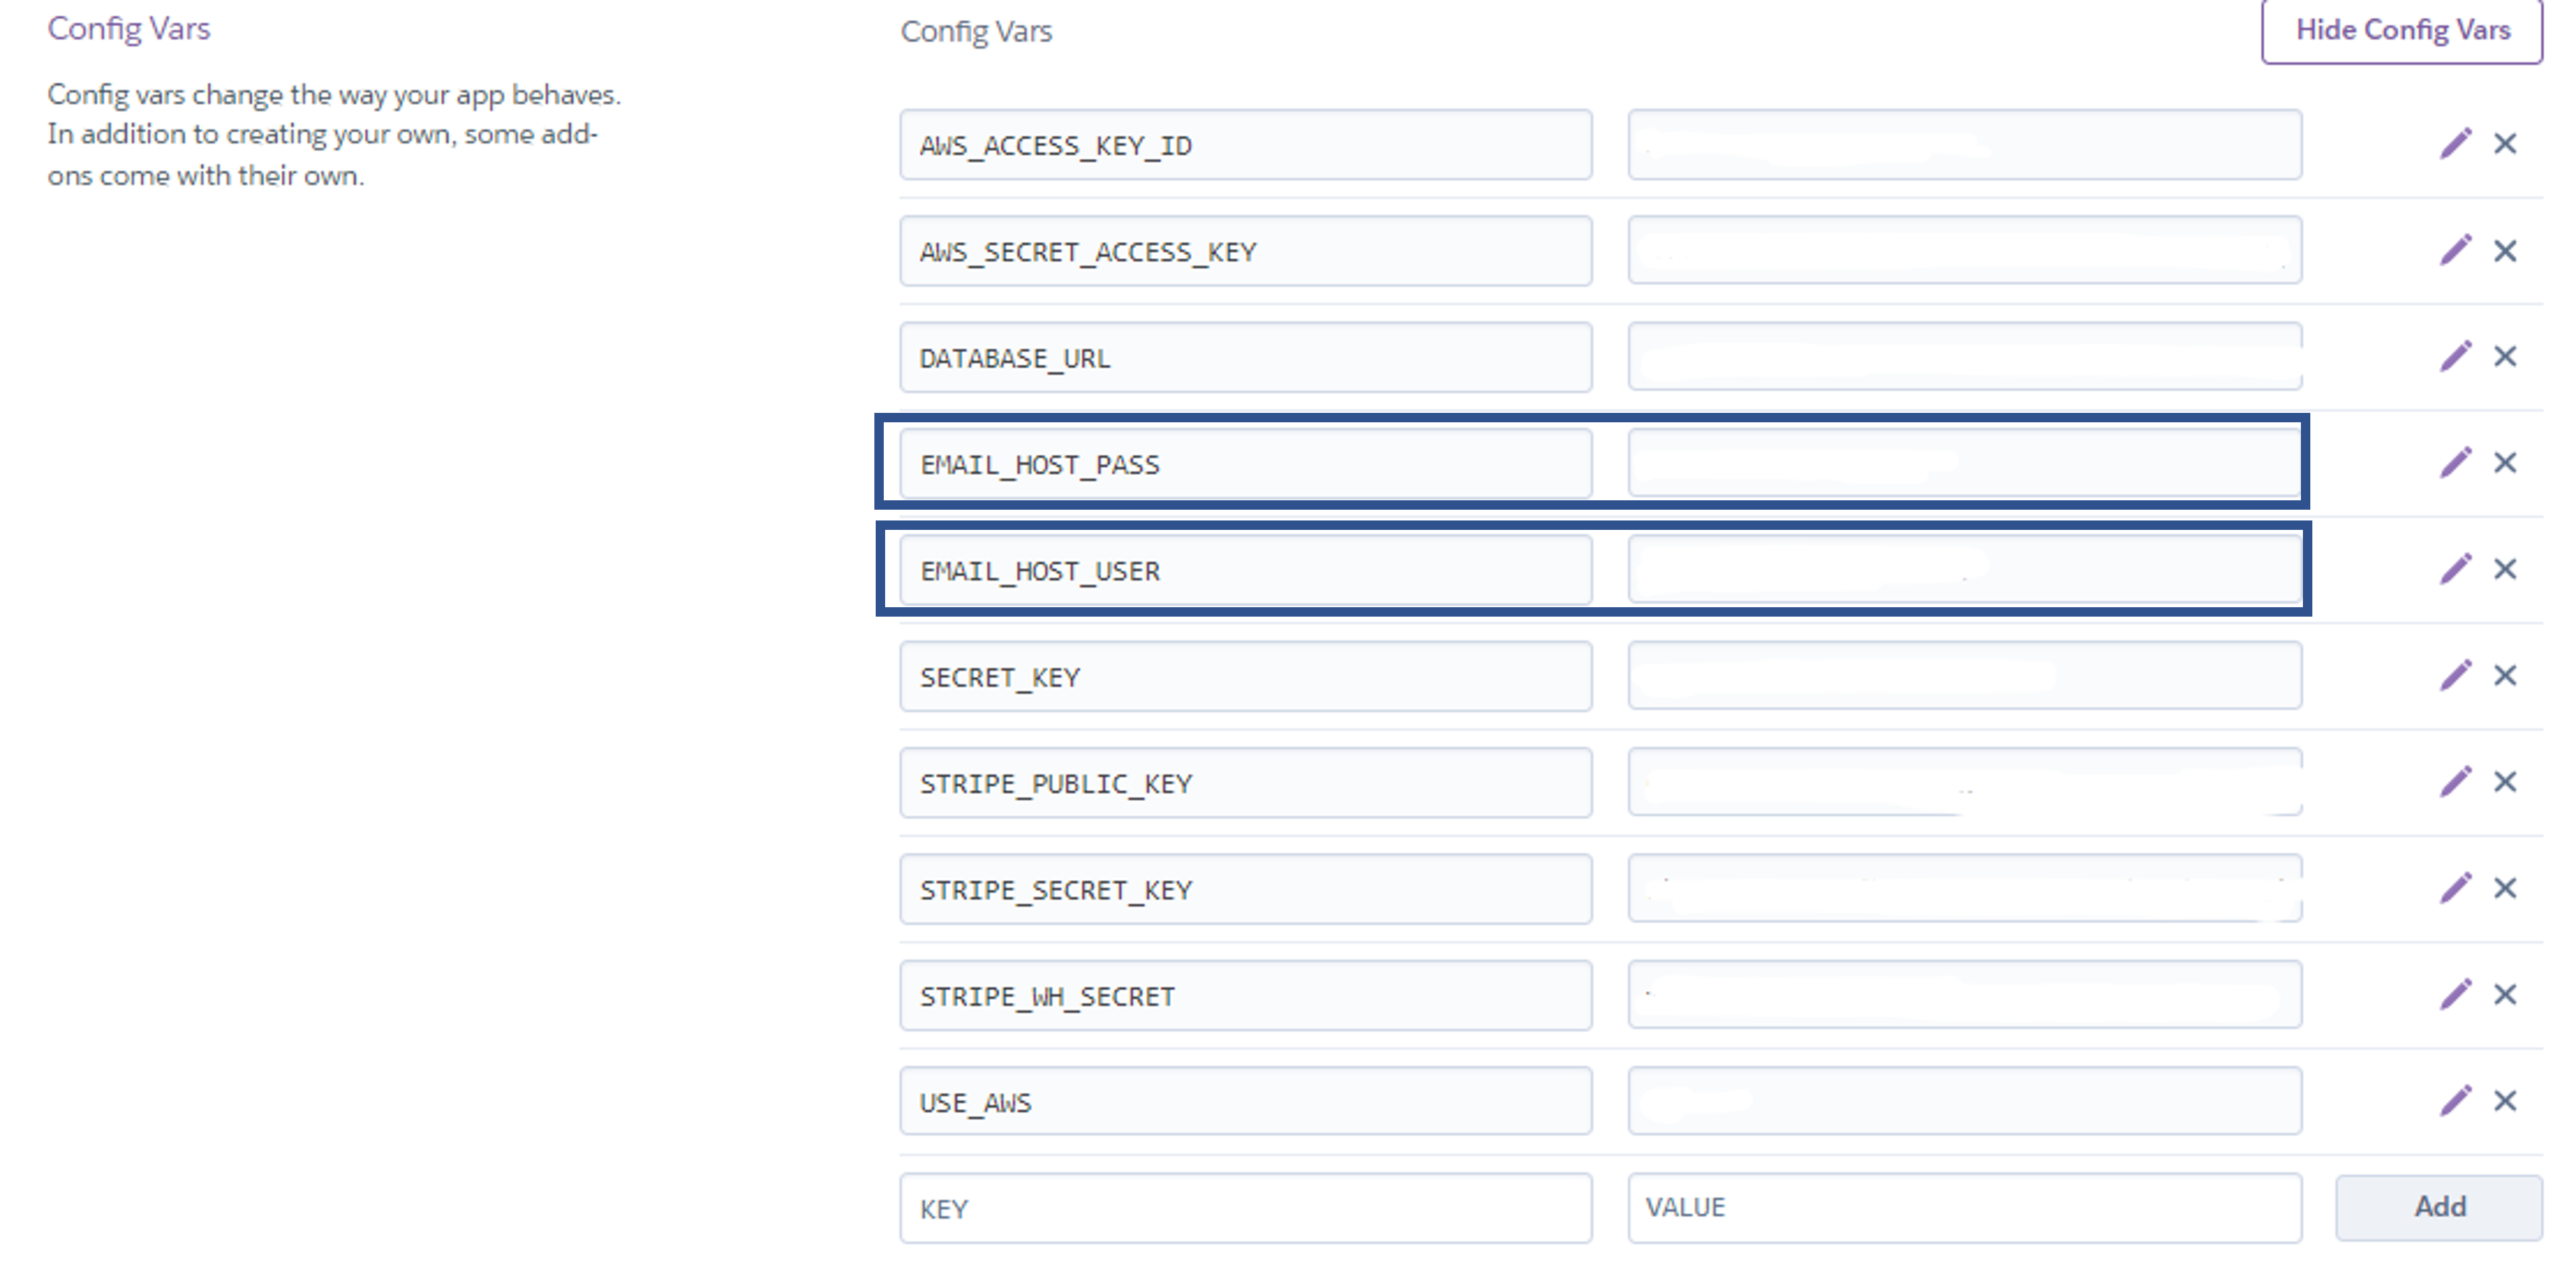 Config Vars
Config vars change the way your app behaves.
In addition to creating your own, some add-
ons come with their own.
Config Vars
Hide Config Vars
AWS_ACCESS_KEY_ID
AWS_SECRET_ACCESS_KEY
DATABASE_URL
EMAIL_HOST_PASS
EMAIL_HOST_USER
SECRET_KEY
STRIPE_PUBLIC_KEY
STRIPE_SECRET_KEY
STRIPE_WH_SECRET
USE_AWS
KEY VALUE Add